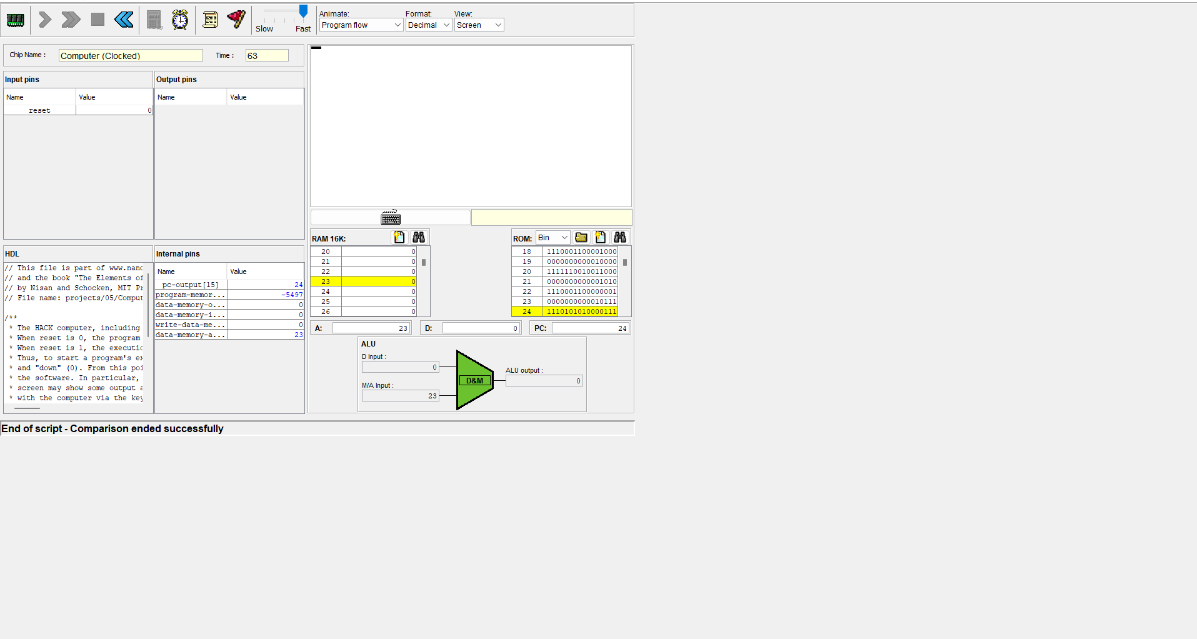 Slow Fast
Animate: Format: View:
Program flow Decimal Screen
Chip Name : Computer (Clocked) Time : 63
Input pins
Name Value
reset 0
Output pins
Name Value
HDL
// This file is part of www.nand
// and the book "The Elements of
// by Nisan and Schocken, MIT Pr
// File name: projects/05/Comput
/**
* The HACK computer, including
* When reset is 0, the program
* When reset is 1, the executio
* Thus, to start a program's ex
* and "down" (0). From this poi
* the software. In particular,
* screen may show some output a
* with the computer via the key
Internal pins
Name Value
pc-output[15] 24
program-memor... -5497
data-memory-o... 0
data-memory-i... 0
write-data-me... 0
data-memory-a... 23
RAM 16K:
20 0
21 0
22 0
23 0
24 0
25 0
26 0
ROM: Bin
18 1110001100001000
19 0000000000010000
20 1111110010011000
21 0000000000001010
22 1110001100000001
23 0000000000010111
24 1110101010000111
A: 23 D: 0 PC: 24
ALU
D Input : 0
M/A Input : 23
D&M
ALU output : 0
End of script - Comparison ended successfully